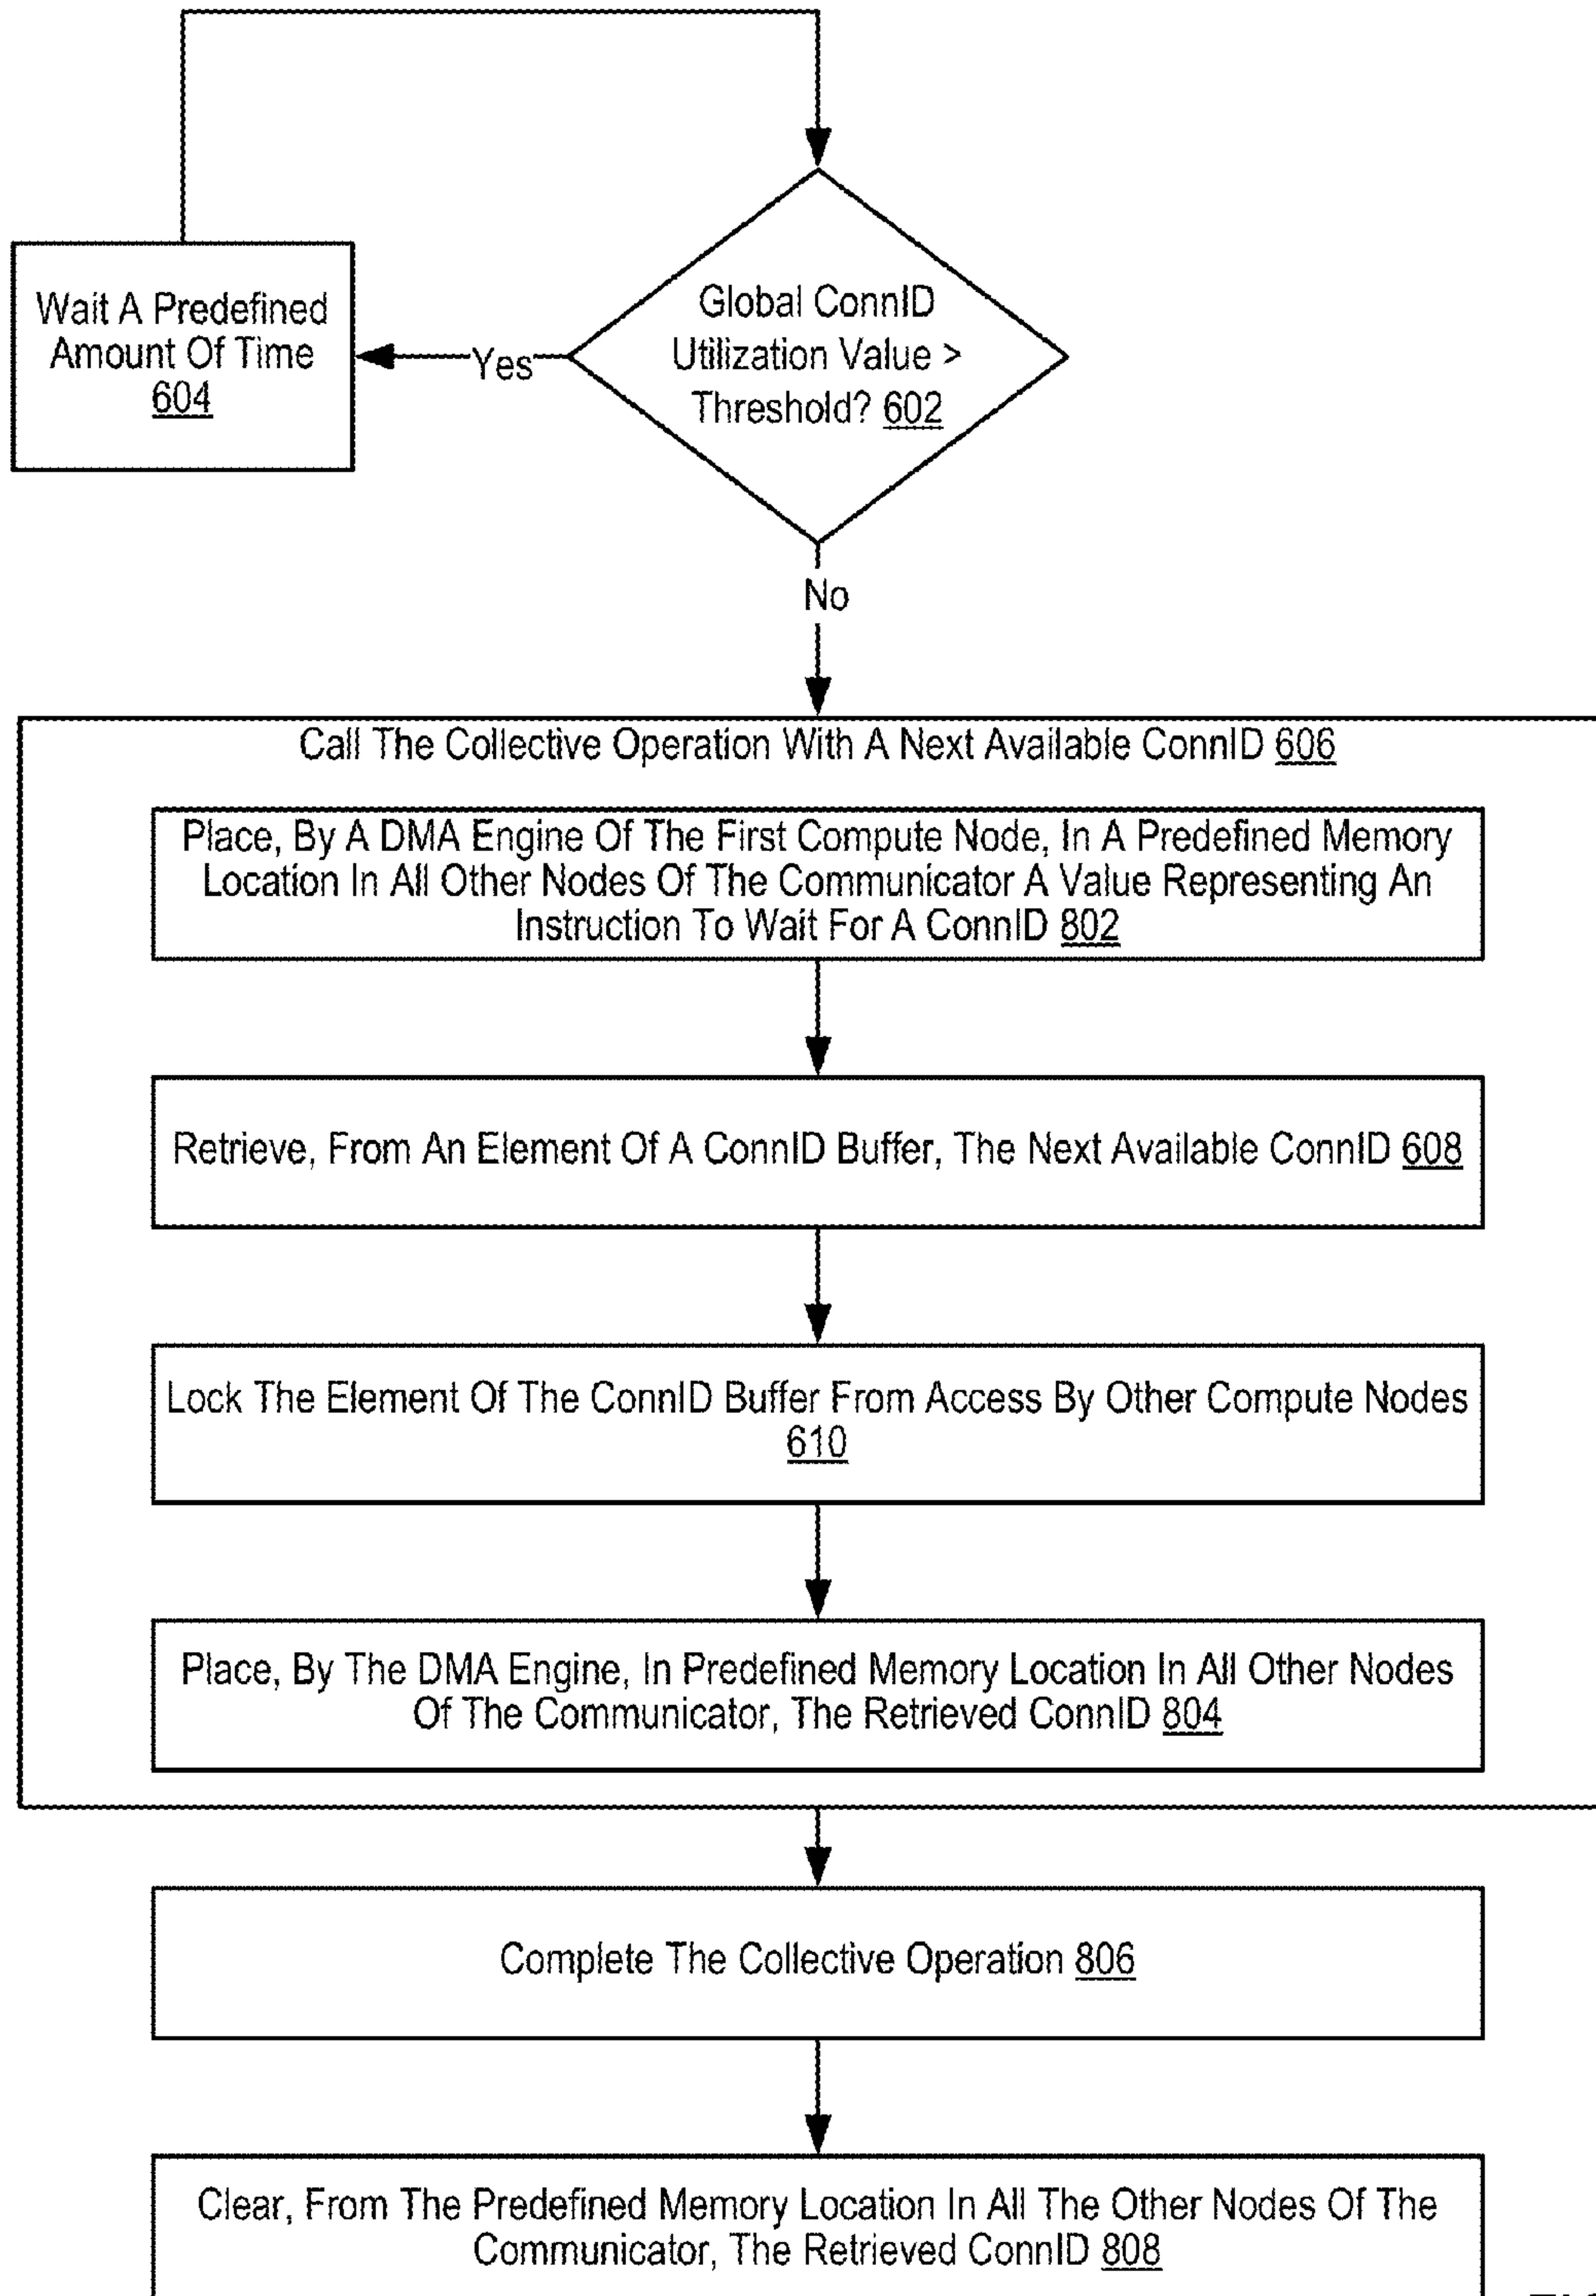 Wait A Predefined
Amount Of Time
604
Yes
Global ConnID
Utilization Value >
Threshold? 602
No
Call The Collective Operation With A Next Available ConnID 606
Place, By A DMA Engine Of The First Compute Node, In A Predefined Memory
Location In All Other Nodes Of The Communicator A Value Representing An
Instruction To Wait For A ConnID 802
Retrieve, From An Element Of A ConnID Buffer, The Next Available ConnID 608
Lock The Element Of The ConnID Buffer From Access By Other Compute Nodes
610
Place, By The DMA Engine, In Predefined Memory Location In All Other Nodes
Of The Communicator, The Retrieved ConnID 804
Complete The Collective Operation 806
Clear, From The Predefined Memory Location In All The Other Nodes Of The
Communicator, The Retrieved ConnID 808